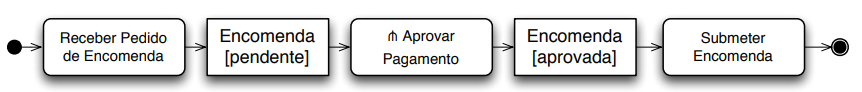 Receber Pedido
de Encomenda
Encomenda
[pendente]
⋔ Aprovar
Pagamento
Encomenda
[aprovada]
Submeter
Encomenda